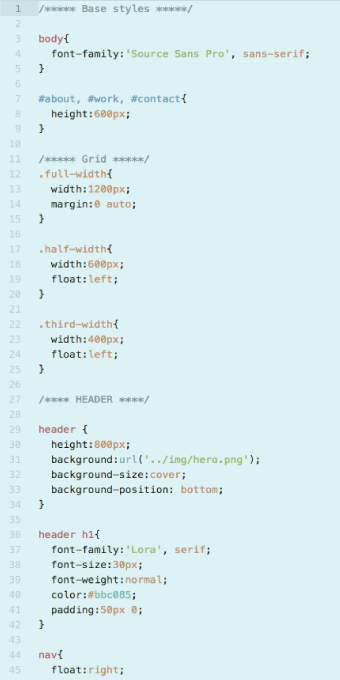 1 /***** Base styles *****/
2
3 body{
4   font-family:'Source Sans Pro', sans-serif;
5 }
6
7 #about, #work, #contact{
8   height:600px;
9 }
10
11 /***** Grid *****/
12 .full-width{
13   width:1200px;
14   margin:0 auto;
15 }
16
17 .half-width{
18   width:600px;
19   float:left;
20 }
21
22 .third-width{
23   width:400px;
24   float:left;
25 }
26
27 /**** HEADER ****/
28
29 header {
30   height:800px;
31   background:url('../img/hero.png');
32   background-size:cover;
33   background-position: bottom;
34 }
35
36 header h1{
37   font-family:'Lora', serif;
38   font-size:30px;
39   font-weight:normal;
40   color:#bbc085;
41   padding:50px 0;
42 }
43
44 nav{
45   float:right;